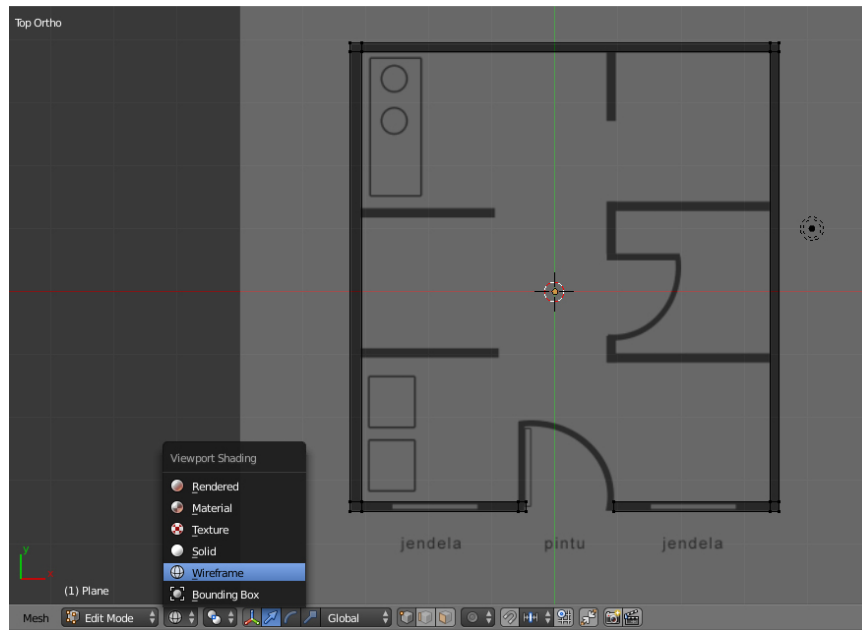 Top Ortho
Viewport Shading
Rendered
Material
Texture
Solid
Wireframe
Bounding Box
jendela pintu jendela
y
x
(1) Plane
Mesh Edit Mode Global